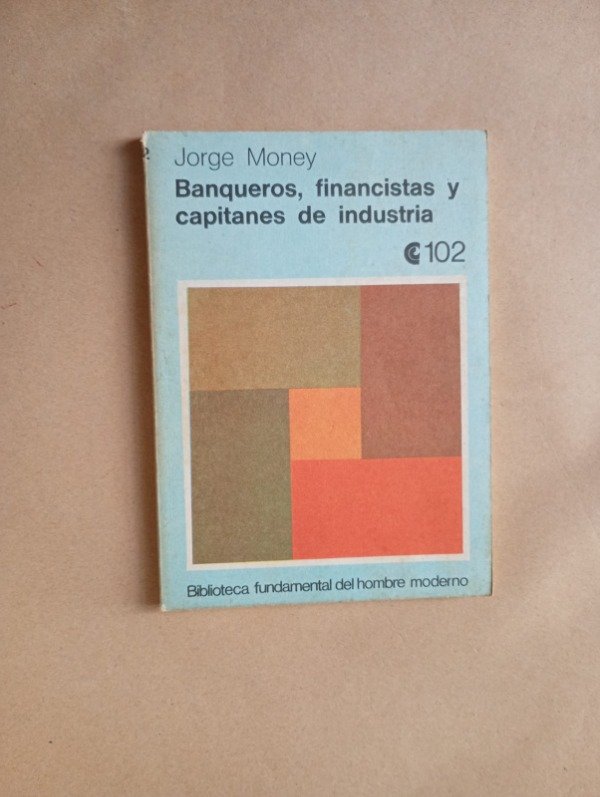 Jorge Money
Banqueros, financistas y
capitanes de industria
102
Biblioteca fundamental del hombre moderno